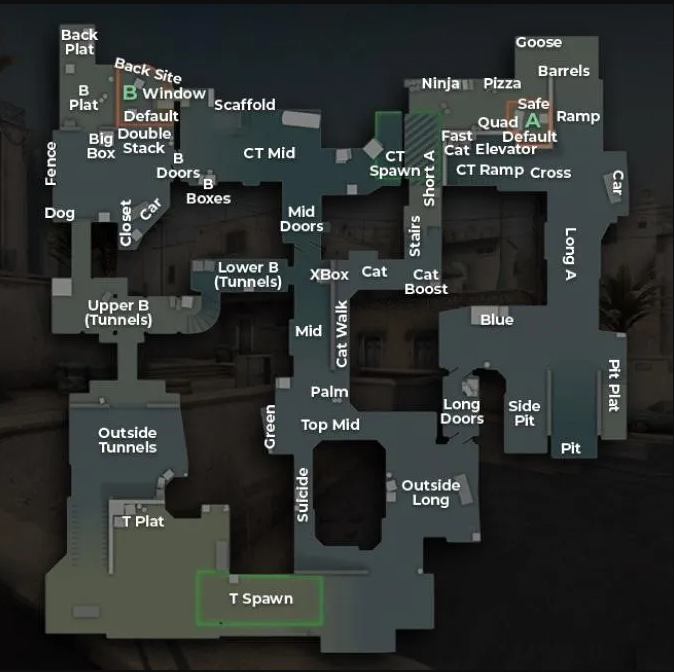 Back
Plat
Goose
Back Site
Barrels
B
Plat
B
Window
Ninja
Pizza
Default
Scaffold
Safe
Quad
A
Ramp
Default
Big
Box
Double
Stack
Fast
Cat
Elevator
Fence
B
Doors
CT Mid
CT
Spawn
Short A
CT Ramp
Cross
Car
B
Boxes
Dog
Closet
Car
Mid
Doors
Stairs
Long A
Lower B
(Tunnels)
XBox
Cat
Cat
Boost
Upper B
(Tunnels)
Mid
Cat Walk
Blue
Palm
Pit Plat
Green
Top Mid
Long
Doors
Side
Pit
Pit
Outside
Tunnels
Suicide
Outside
Long
T Plat
T Spawn